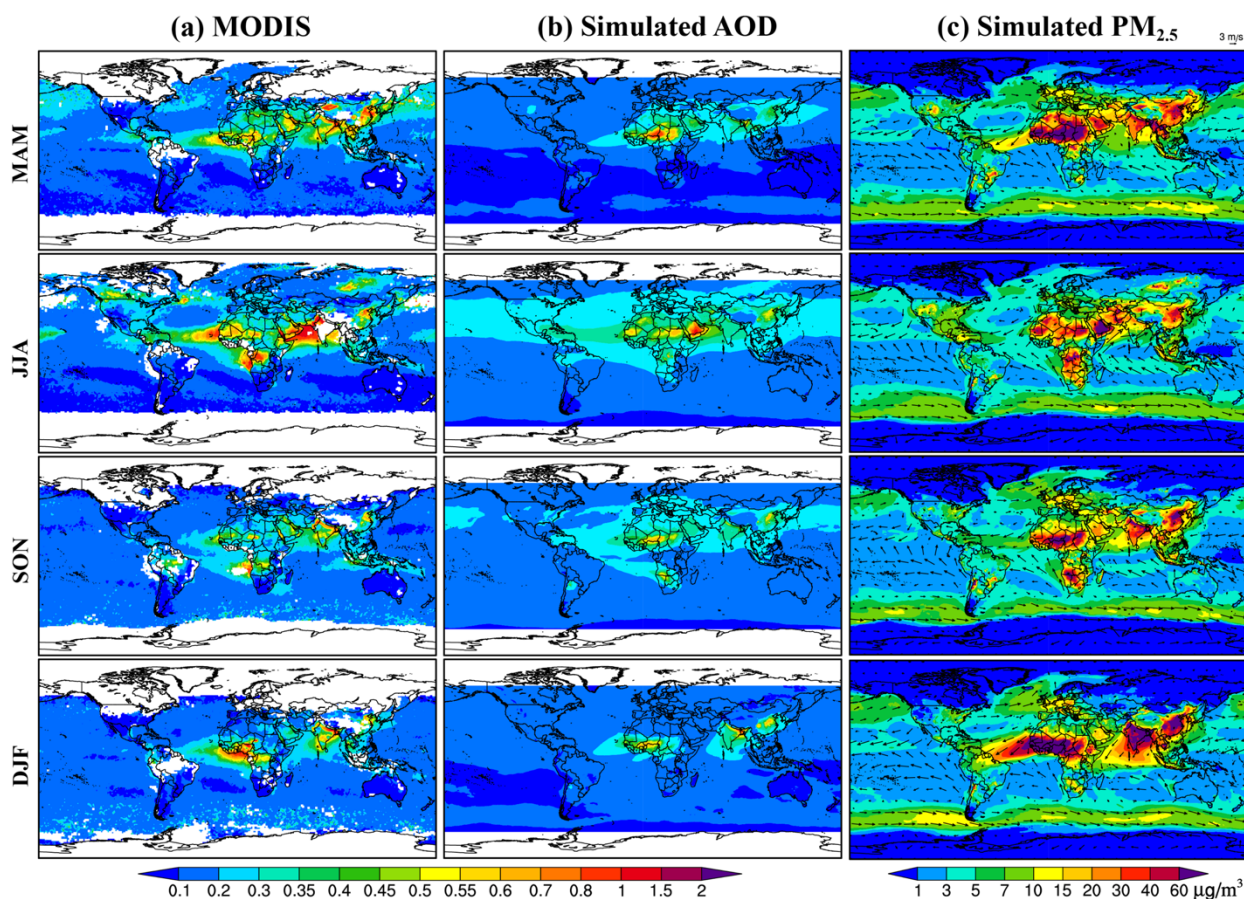 (a) MODIS (b) Simulated AOD (c) Simulated PM2.5
3 m/s
MAM
JJA
SON
DJF
0.1 0.2 0.3 0.35 0.4 0.45 0.5 0.55 0.6 0.7 0.8 1 1.5 2
1 3 5 7 10 15 20 30 40 60 μg/m³